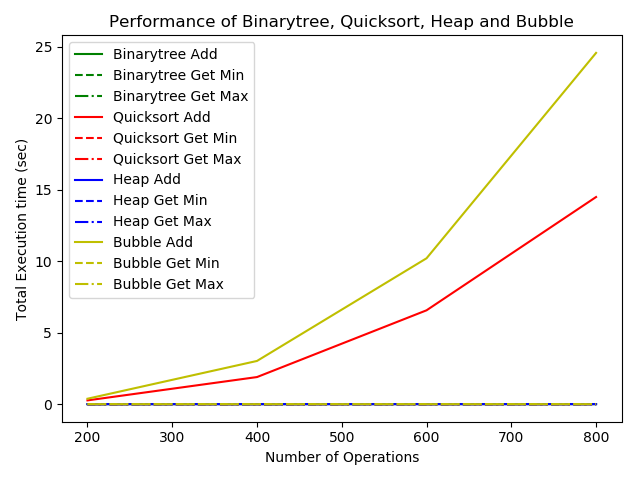 Performance of Binarytree, Quicksort, Heap and Bubble
25
20
15
10
5
0
Total Execution time (sec)
Binarytree Add
Binarytree Get Min
Binarytree Get Max
Quicksort Add
Quicksort Get Min
Quicksort Get Max
Heap Add
Heap Get Min
Heap Get Max
Bubble Add
Bubble Get Min
Bubble Get Max
200 300 400 500 600 700 800
Number of Operations